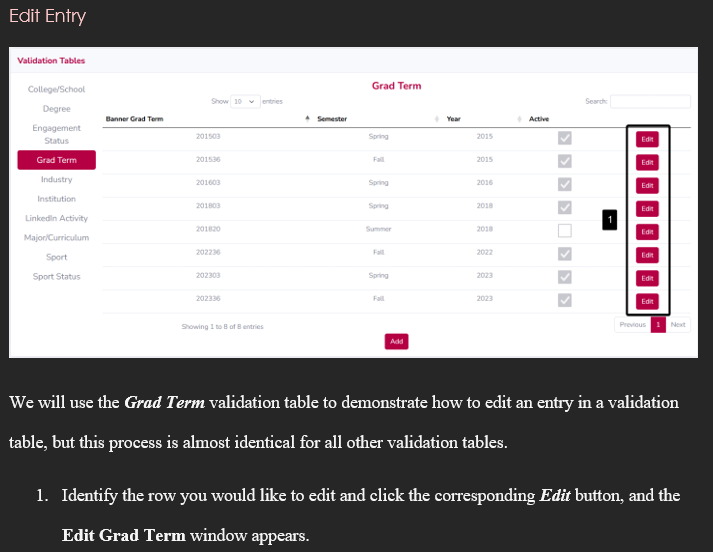 Edit Entry
Validation Tables
College/School
Degree
Engagement
Status
Grad Term
Industry
Institution
LinkedIn Activity
Major/Curriculum
Sport
Sport Status
Grad Term
Show 10 entries
Search:
Banner Grad Term Semester Year Active
201503 Spring 2015 Edit
201536 Fall 2015 Edit
201603 Spring 2016 Edit
201803 Spring 2018 Edit
1
201820 Summer 2018 Edit
202236 Fall 2022 Edit
202303 Spring 2023 Edit
202336 Fall 2023 Edit
Showing 1 to 8 of 8 entries
Previous 1 Next
Add
We will use the Grad Term validation table to demonstrate how to edit an entry in a validation
table, but this process is almost identical for all other validation tables.
1. Identify the row you would like to edit and click the corresponding Edit button, and the
Edit Grad Term window appears.